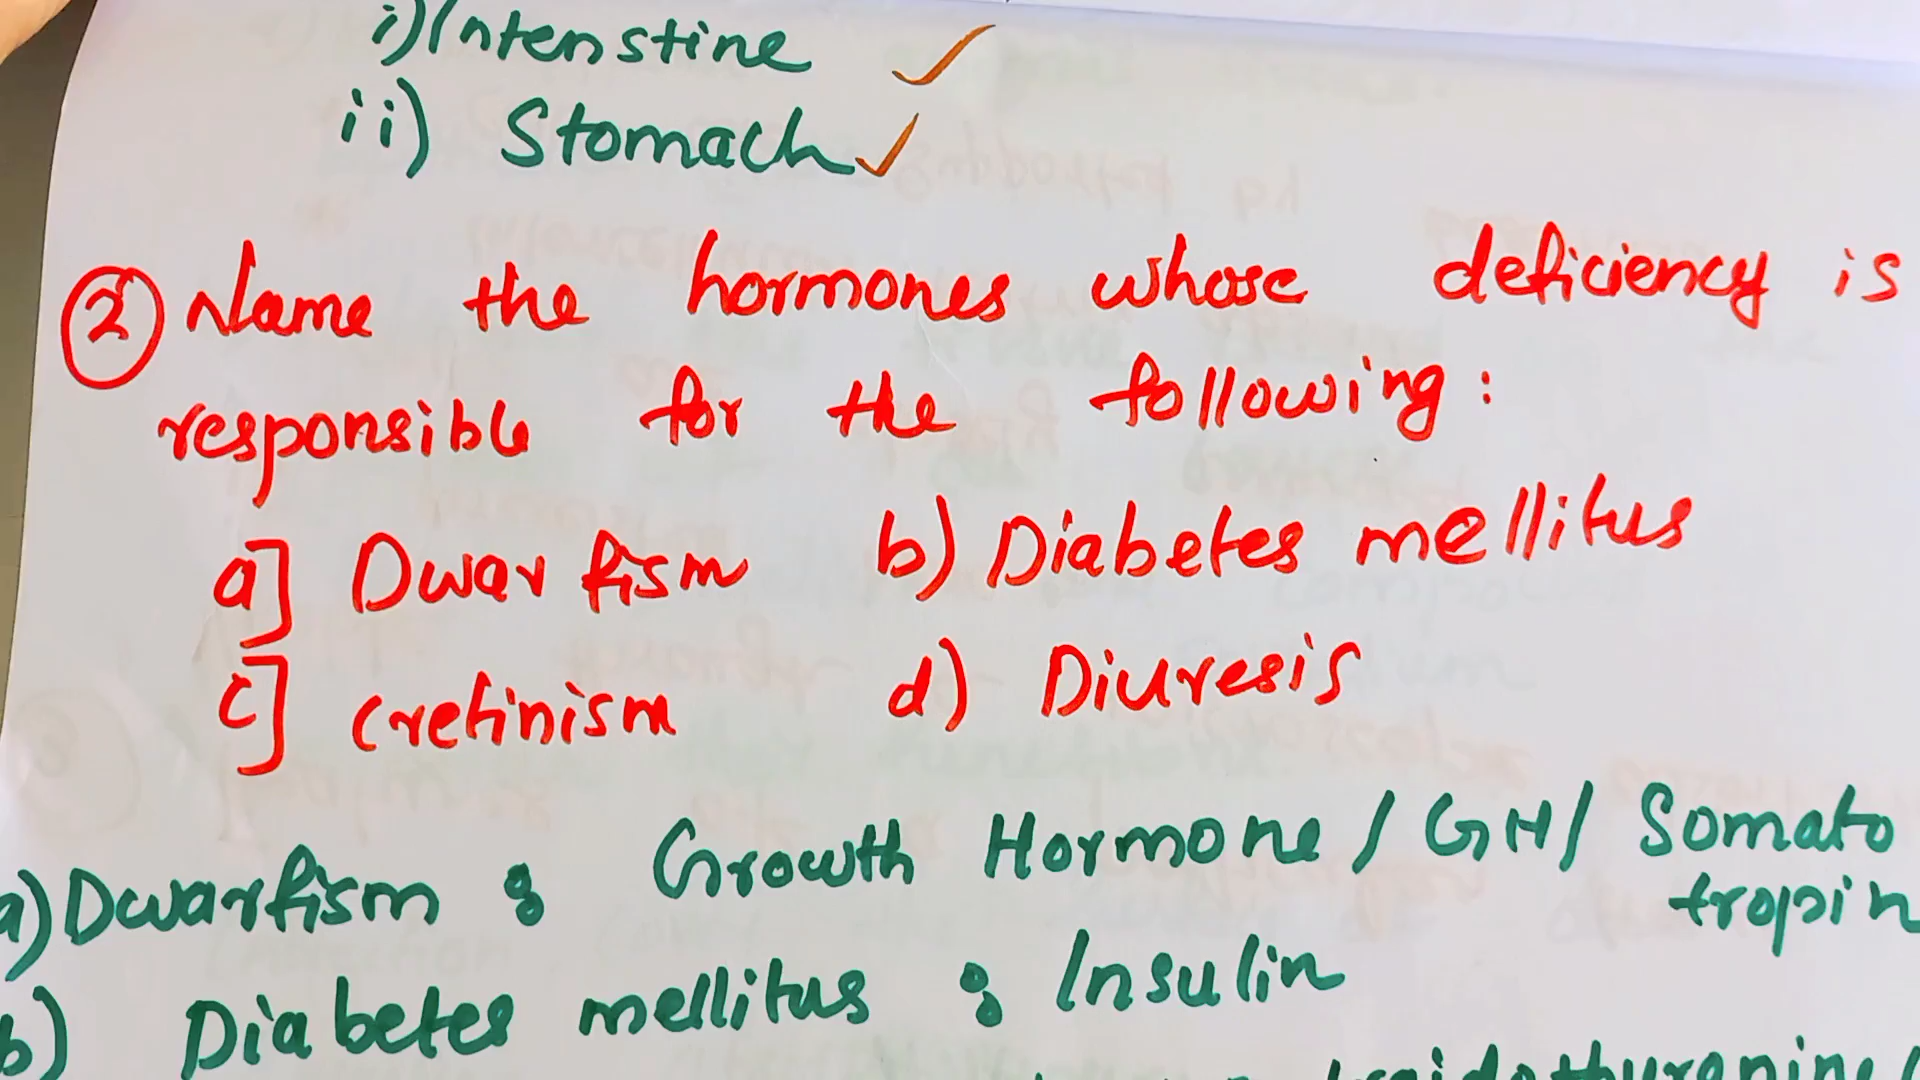 i) Intenstine ✓
ii) Stomach ✓
② Name the hormones whose deficiency is
responsible for the following:
a] Dwarfism b) Diabetes mellitus
c] cretinism d) Diuresis
a) Dwarfism : Growth Hormone / GH / Somato
tropin
b) Diabetes mellitus : Insulin